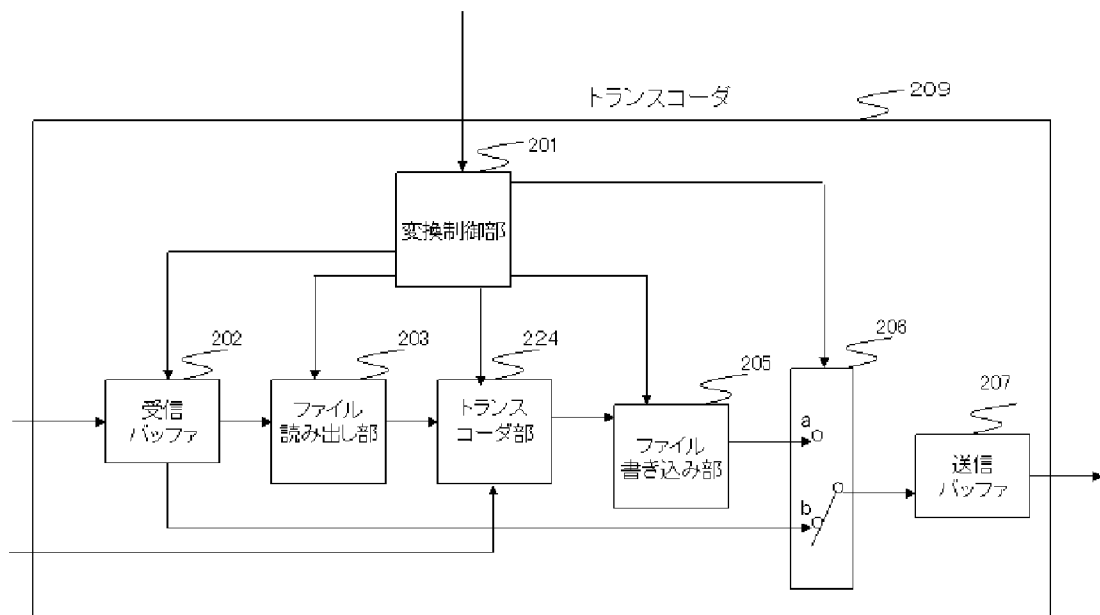 トランスコーダ
209
201
変換制御部
202
203
224
205
206
207
受信
バッファ
ファイル
読み出し部
トランス
コーダ部
ファイル
書き込み部
a
b
送信
バッファ